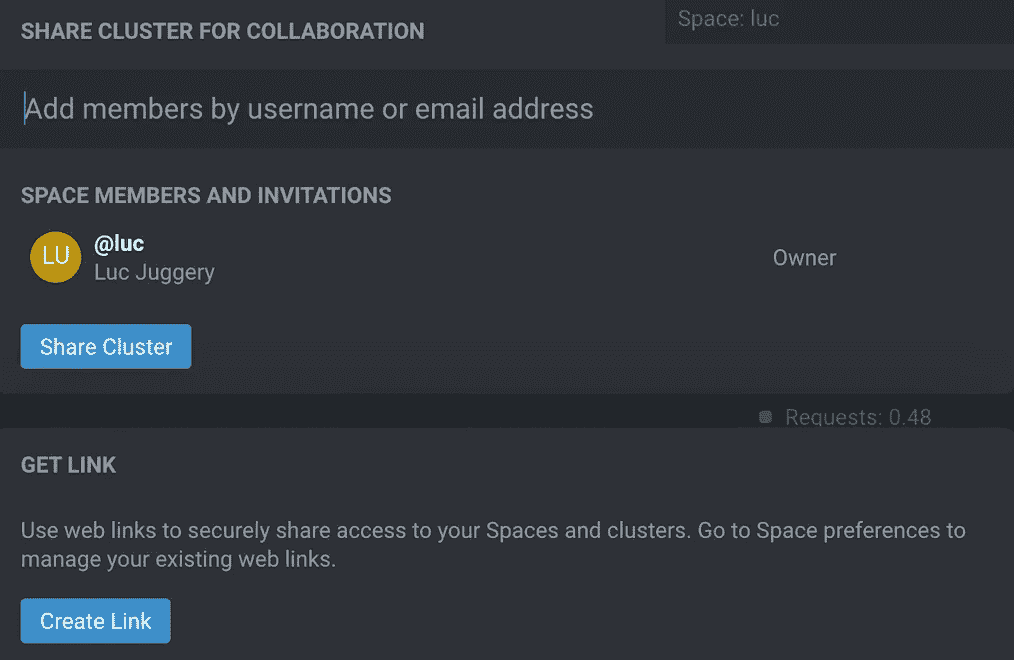 SHARE CLUSTER FOR COLLABORATION
Space: luc
Add members by username or email address
SPACE MEMBERS AND INVITATIONS
LU
@luc
Luc Juggery
Owner
Share Cluster
Requests: 0.48
GET LINK
Use web links to securely share access to your Spaces and clusters. Go to Space preferences to
manage your existing web links.
Create Link